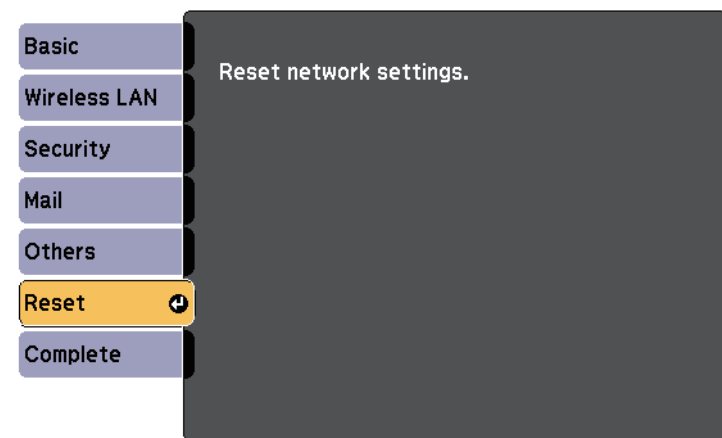 Basic
Wireless LAN
Security
Mail
Others
Reset
Complete
Reset network settings.